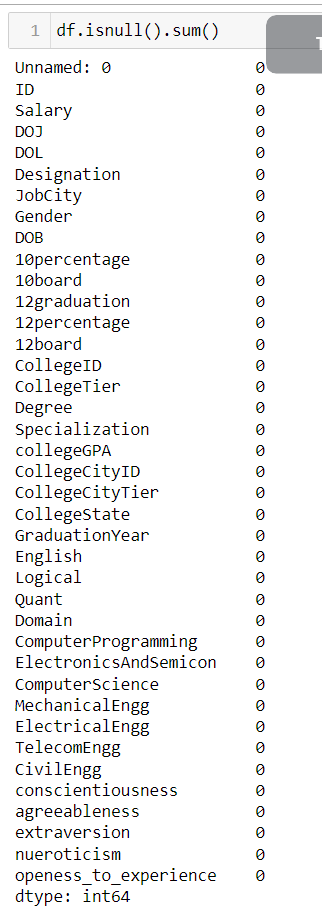 1 df.isnull().sum()
Unnamed: 0 0
ID 0
Salary 0
DOJ 0
DOL 0
Designation 0
JobCity 0
Gender 0
DOB 0
10percentage 0
10board 0
12graduation 0
12percentage 0
12board 0
CollegeID 0
CollegeTier 0
Degree 0
Specialization 0
collegeGPA 0
CollegeCityID 0
CollegeCityTier 0
CollegeState 0
GraduationYear 0
English 0
Logical 0
Quant 0
Domain 0
ComputerProgramming 0
ElectronicsAndSemicon 0
ComputerScience 0
MechanicalEngg 0
ElectricalEngg 0
TelecomEngg 0
CivilEngg 0
conscientiousness 0
agreeableness 0
extraversion 0
nueroticism 0
openess_to_experience 0
dtype: int64